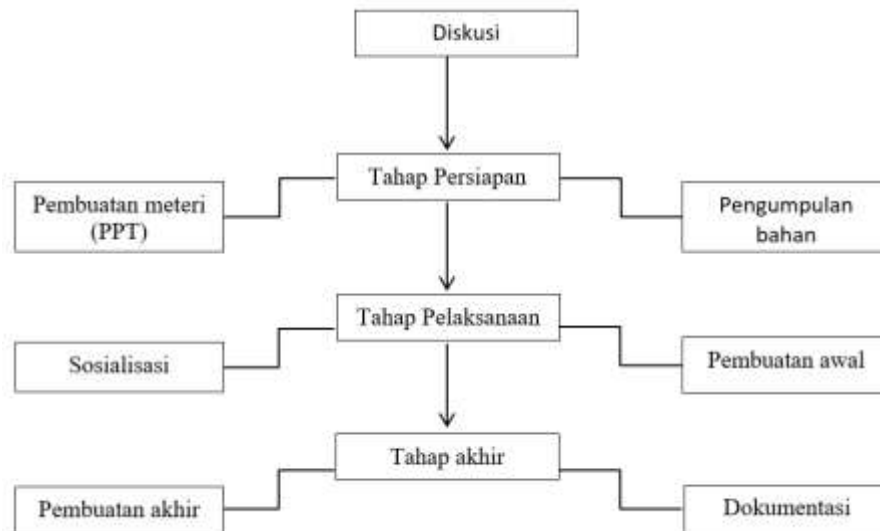 Diskusi
Tahap Persiapan
Pembuatan meteri
(PPT)
Pengumpulan
bahan
Tahap Pelaksanaan
Sosialisasi
Pembuatan awal
Tahap akhir
Pembuatan akhir
Dokumentasi